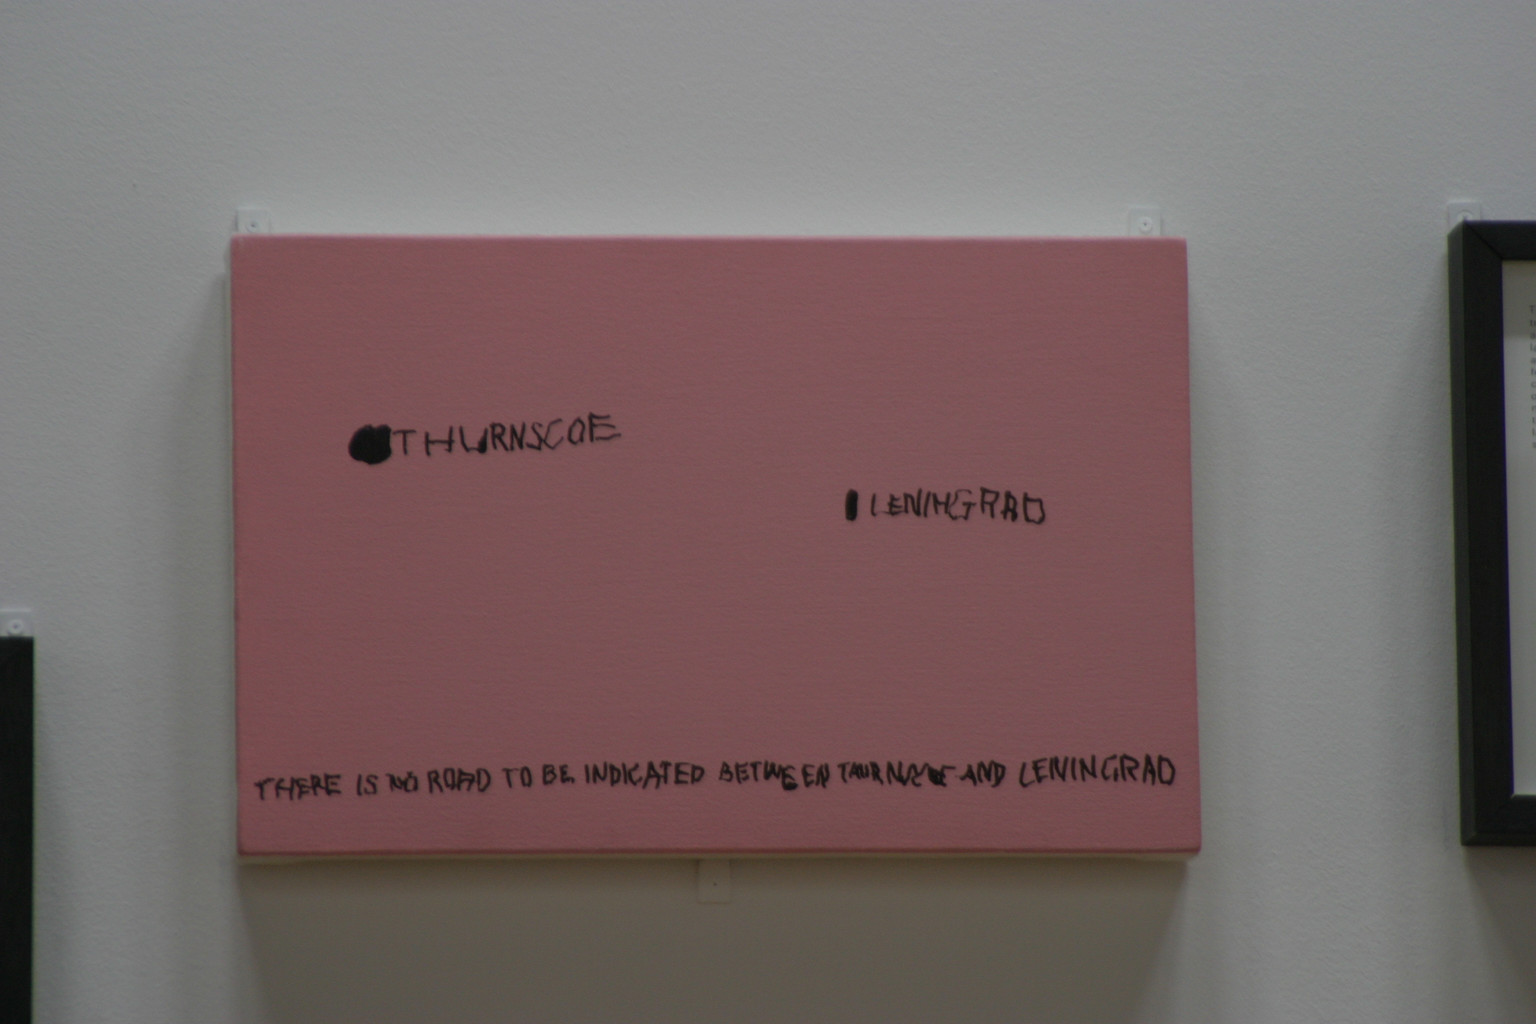 THURNSCOE
LENINGRAD
THERE IS NO ROAD TO BE INDICATED BETWEEN THURNSCOE AND LENINGRAD